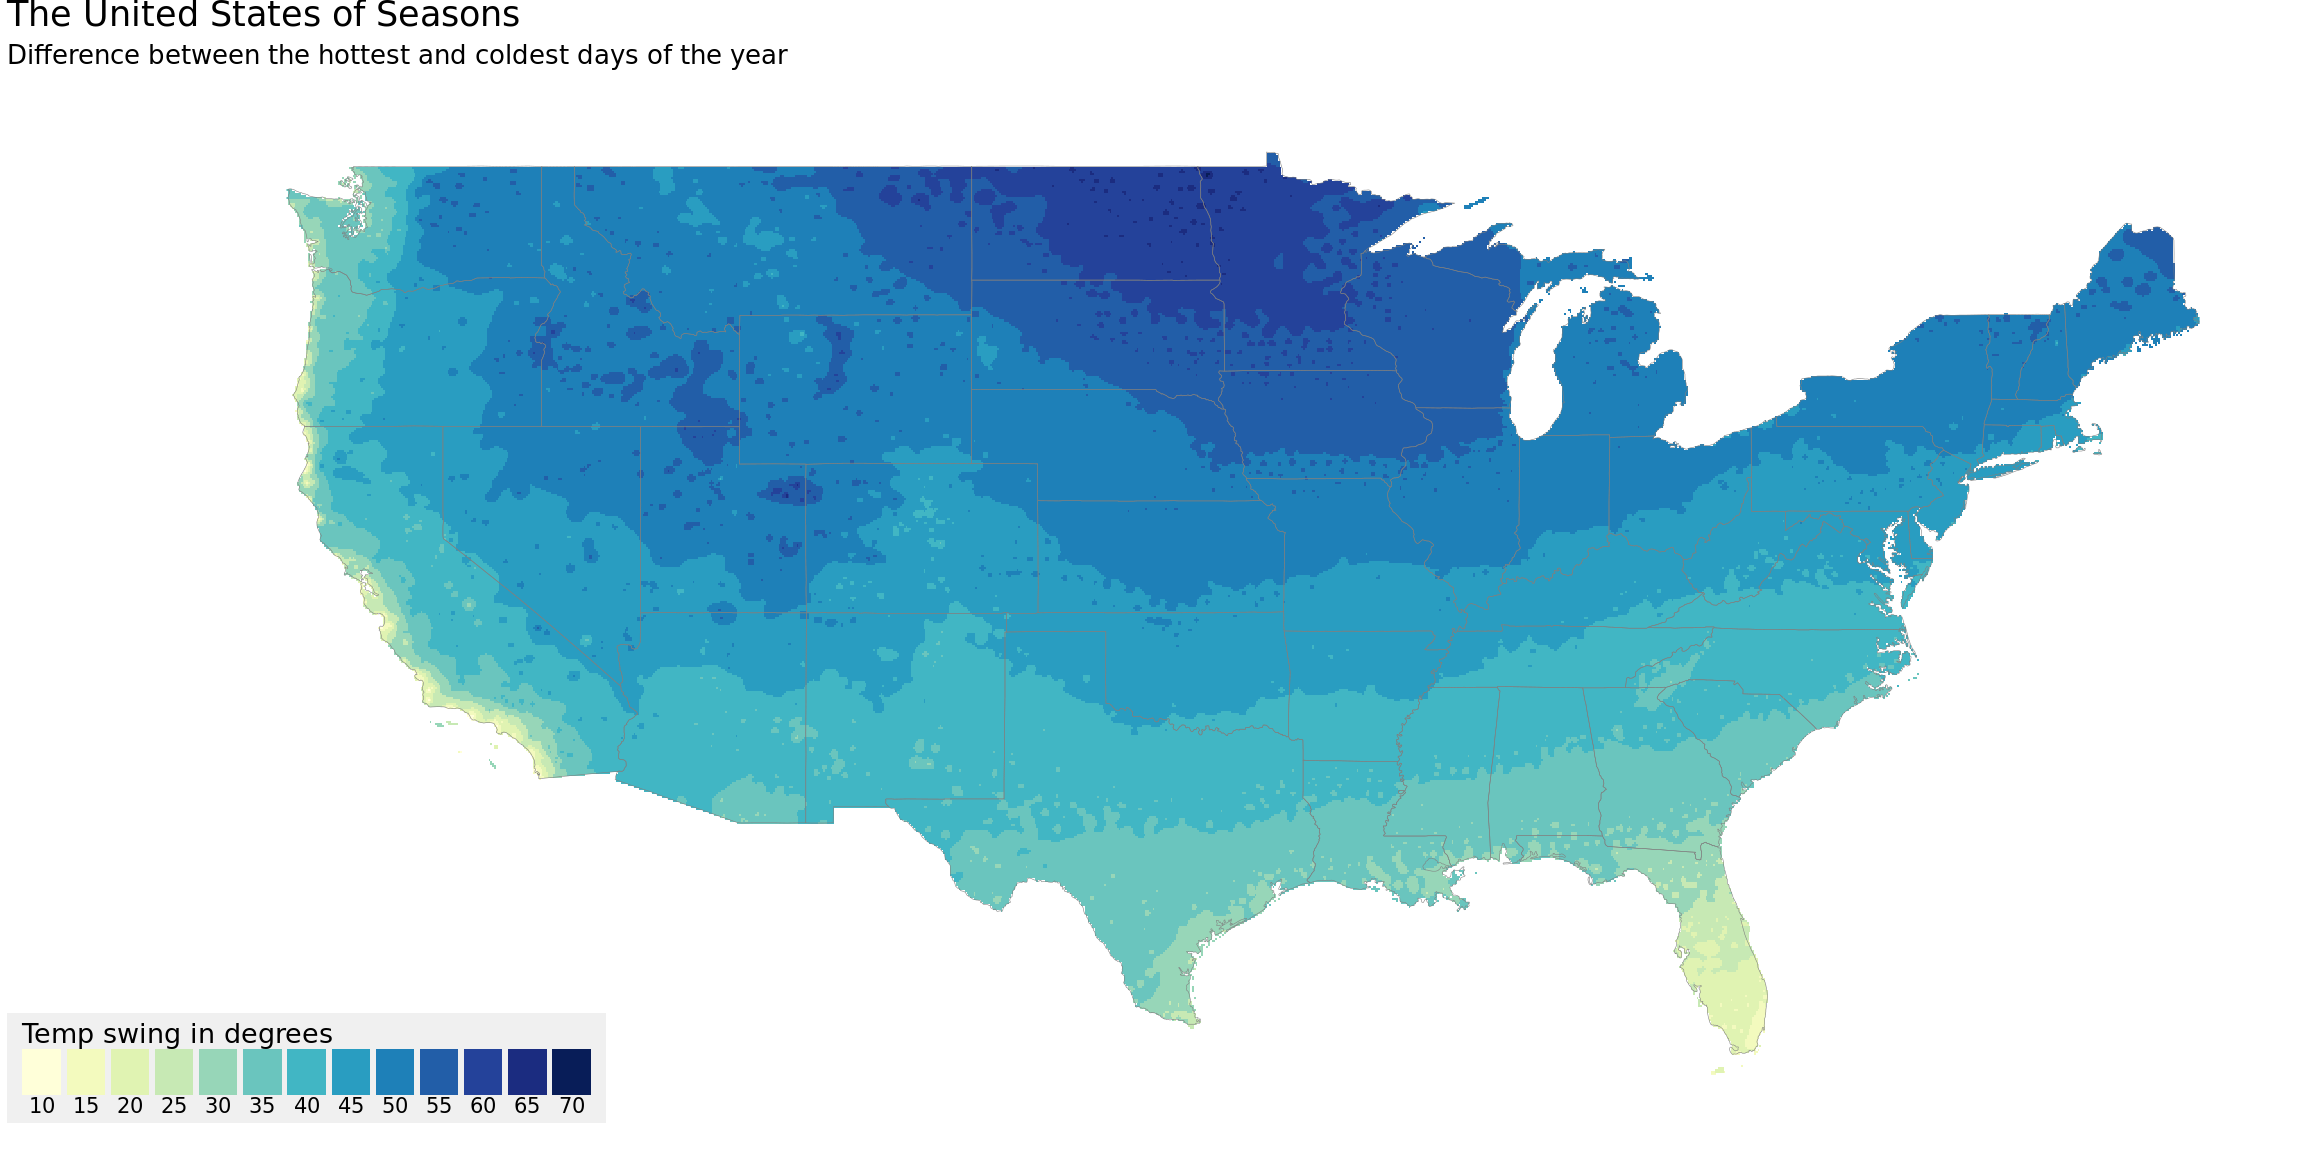 The United States of Seasons
Difference between the hottest and coldest days of the year
Temp swing in degrees
10 15 20 25 30 35 40 45 50 55 60 65 70